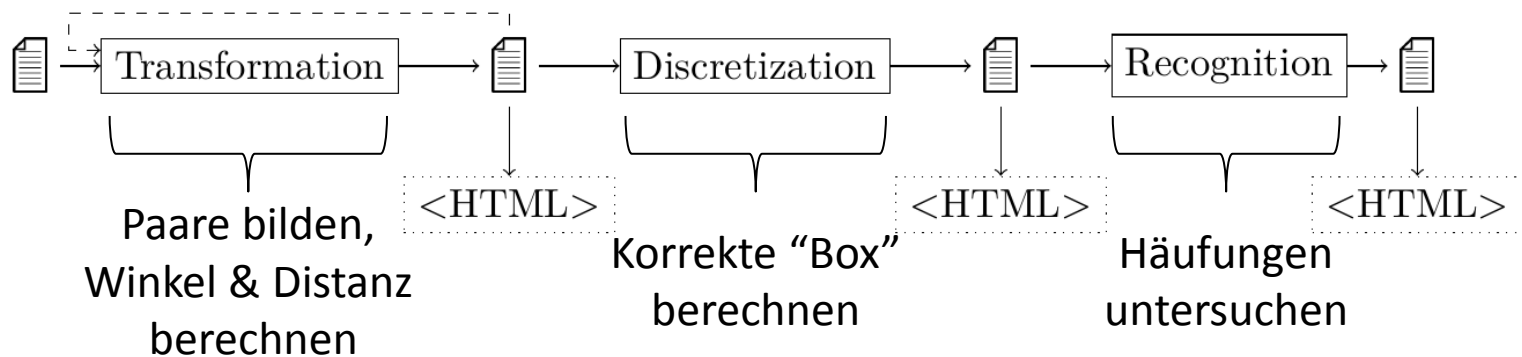 Transformation
Discretization
Recognition
<HTML>
<HTML>
<HTML>
Paare bilden,
Winkel & Distanz
berechnen
Korrekte “Box”
berechnen
Häufungen
untersuchen